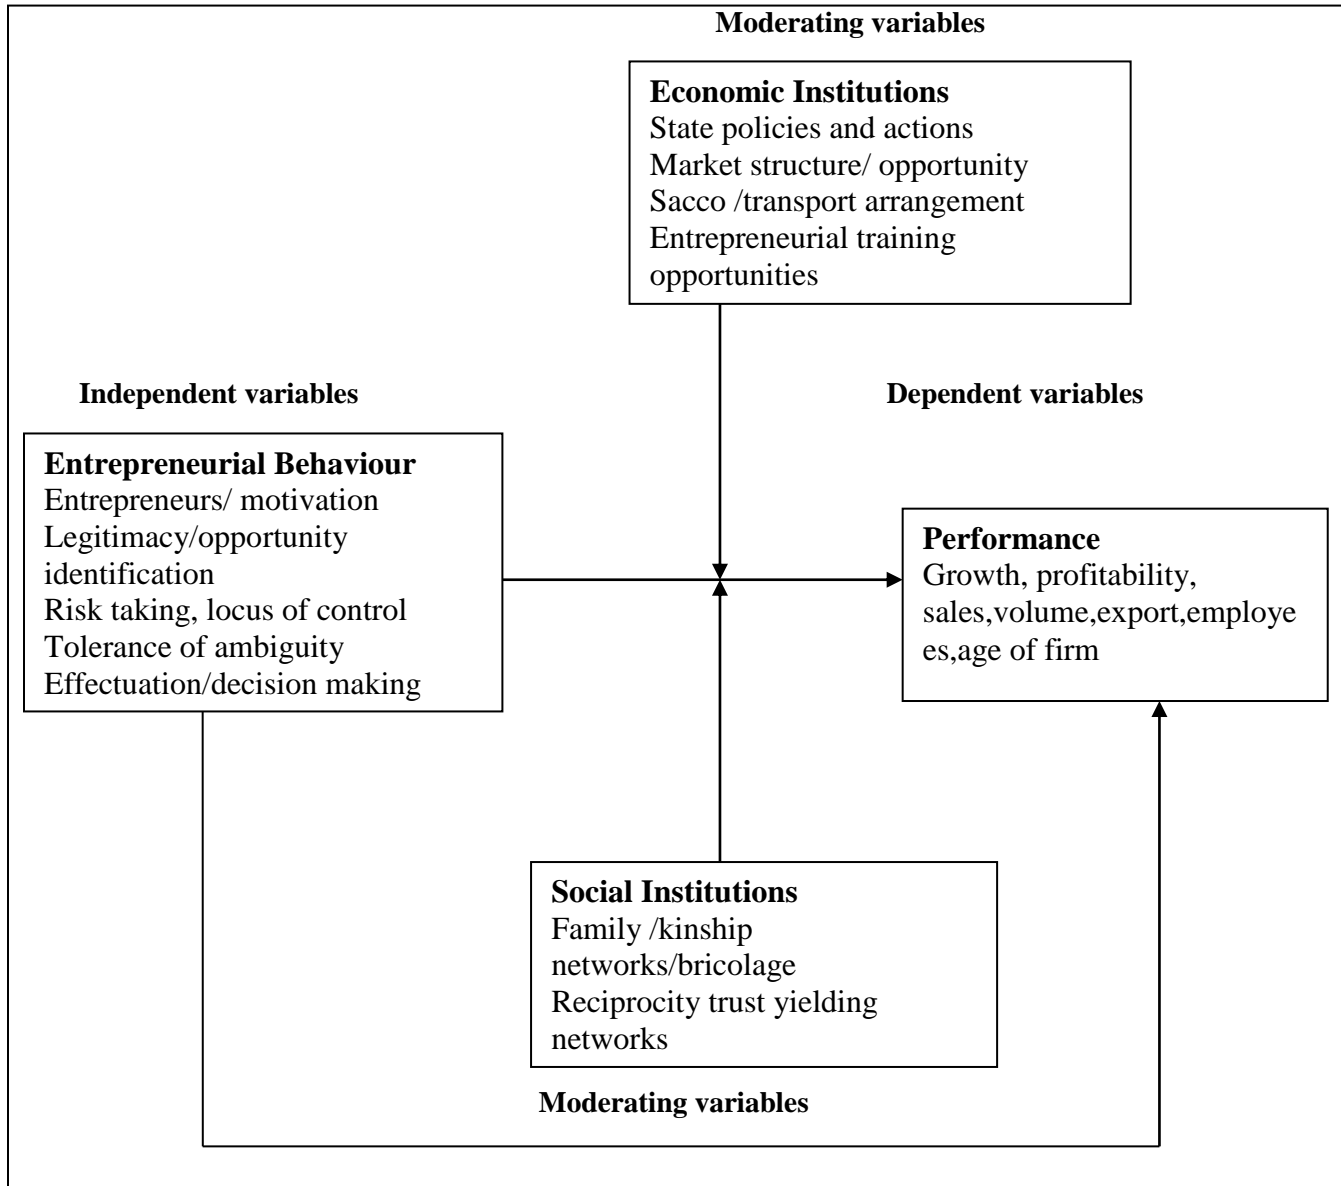 Moderating variables
Economic Institutions
State policies and actions
Market structure/ opportunity
Sacco /transport arrangement
Entrepreneurial training
opportunities
Independent variables
Dependent variables
Entrepreneurial Behaviour
Entrepreneurs/ motivation
Legitimacy/opportunity
identification
Risk taking, locus of control
Tolerance of ambiguity
Effectuation/decision making
Performance
Growth, profitability,
sales,volume,export,employe
es,age of firm
Social Institutions
Family /kinship
networks/bricolage
Reciprocity trust yielding
networks
Moderating variables